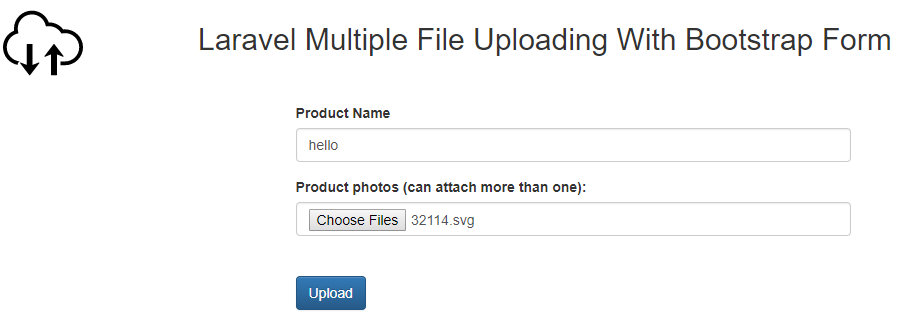 Laravel Multiple File Uploading With Bootstrap Form
Product Name
hello
Product photos (can attach more than one):
Choose Files 32114.svg
Upload